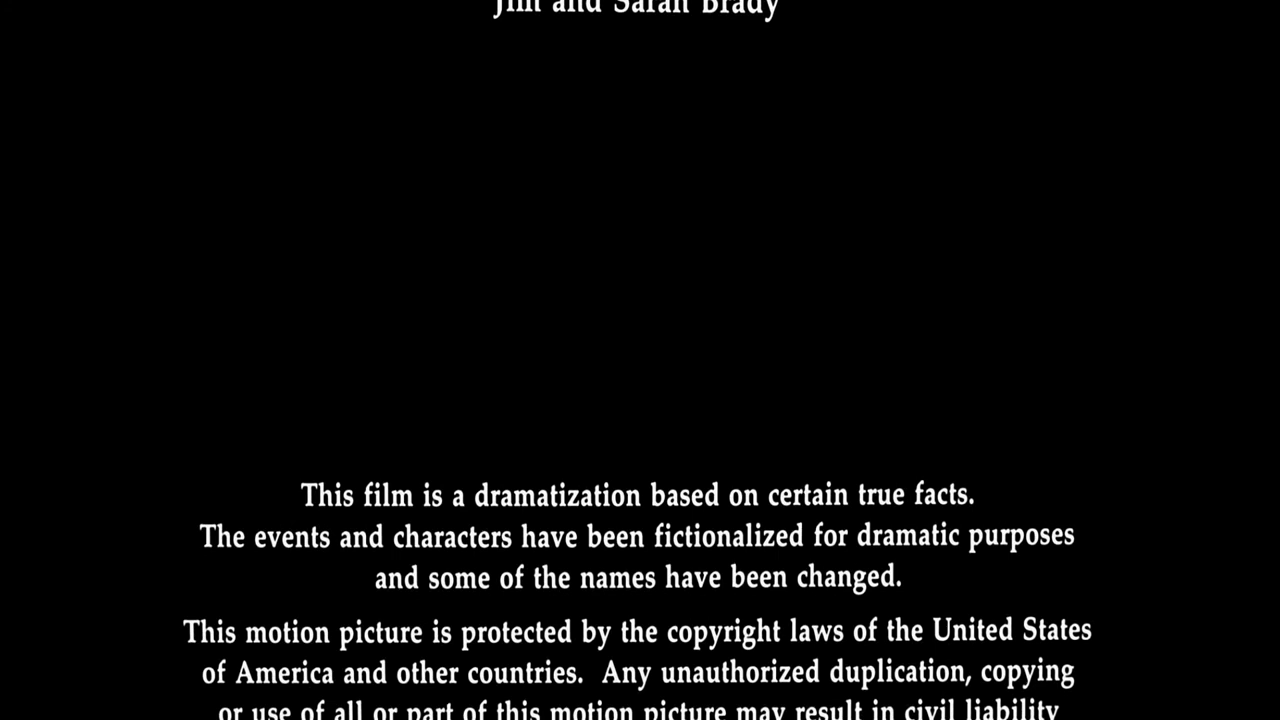 Jim and Sarah Brady
This film is a dramatization based on certain true facts.
The events and characters have been fictionalized for dramatic purposes
and some of the names have been changed.
This motion picture is protected by the copyright laws of the United States
of America and other countries.  Any unauthorized duplication, copying
or use of all or part of this motion picture may result in civil liability